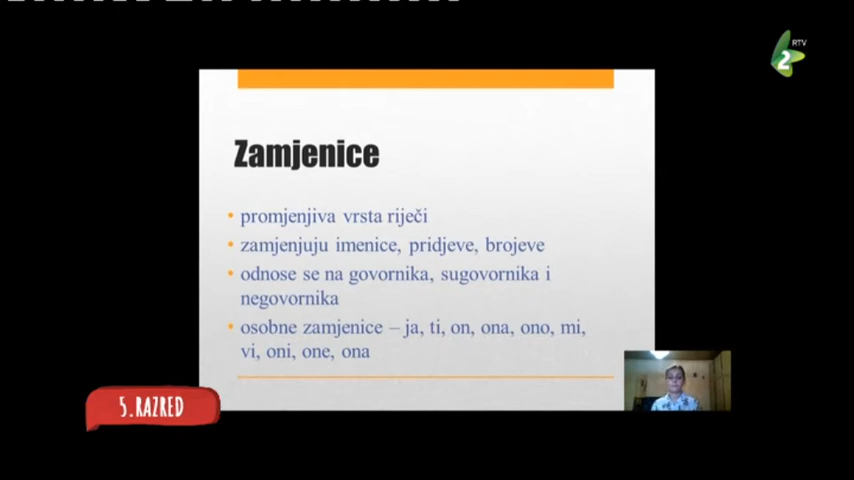 RTV
2
Zamjenice
• promjenjiva vrsta riječi
• zamjenjuju imenice, pridjeve, brojeve
• odnose se na govornika, sugovornika i
negovornika
• osobne zamjenice – ja, ti, on, ona, ono, mi,
vi, oni, one, ona
5.RAZRED